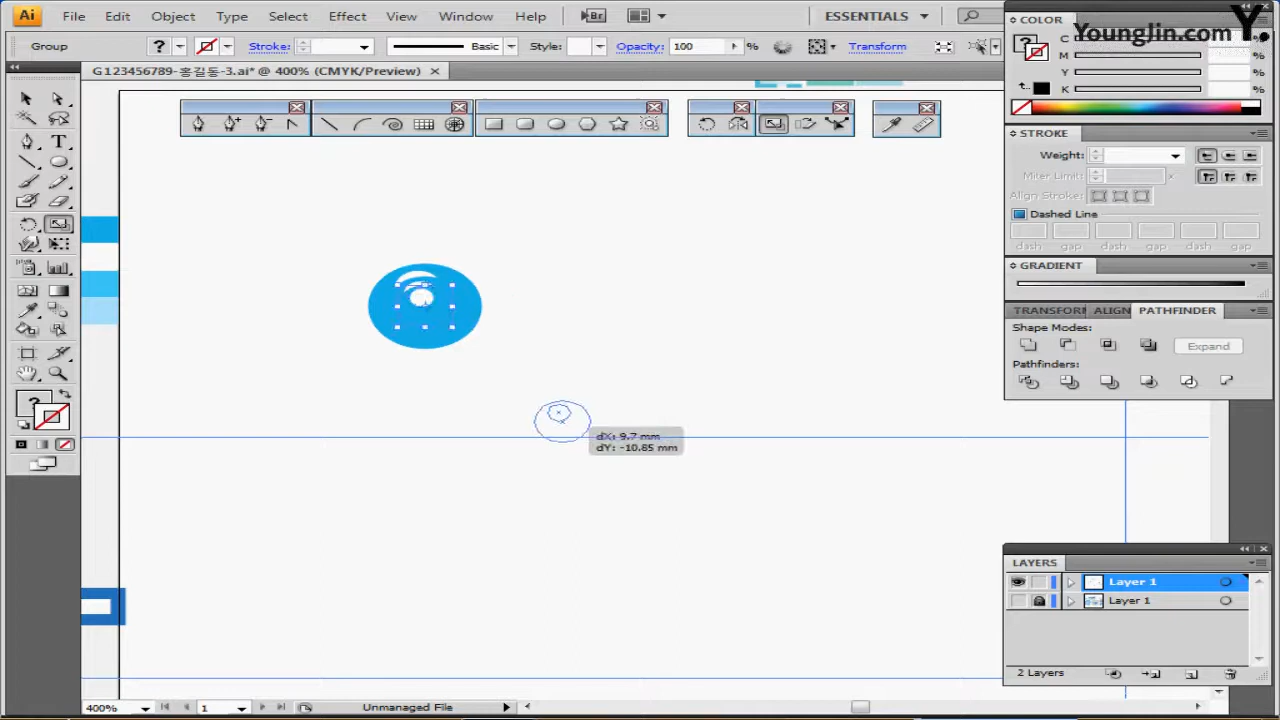 Ai File Edit Object Type Select Effect View Window Help Br ESSENTIALS
Group ? Stroke: Basic Style: Opacity: 100 % Transform
G123456789-홍길동-3.ai* @ 400% (CMYK/Preview)
COLOR
YoungJin.com Y.
? C %
M %
Y %
K %
STROKE
Weight:
Miter Limit: x
Align Stroke:
Dashed Line
dash gap dash gap dash gap
GRADIENT
TRANSFORM ALIGN PATHFINDER
Shape Modes:
Expand
Pathfinders:
T
?
dX: 9.7 mm
dY: -10.65 mm
LAYERS
Layer 1
Layer 1
2 Layers
400% 1 Unmanaged File